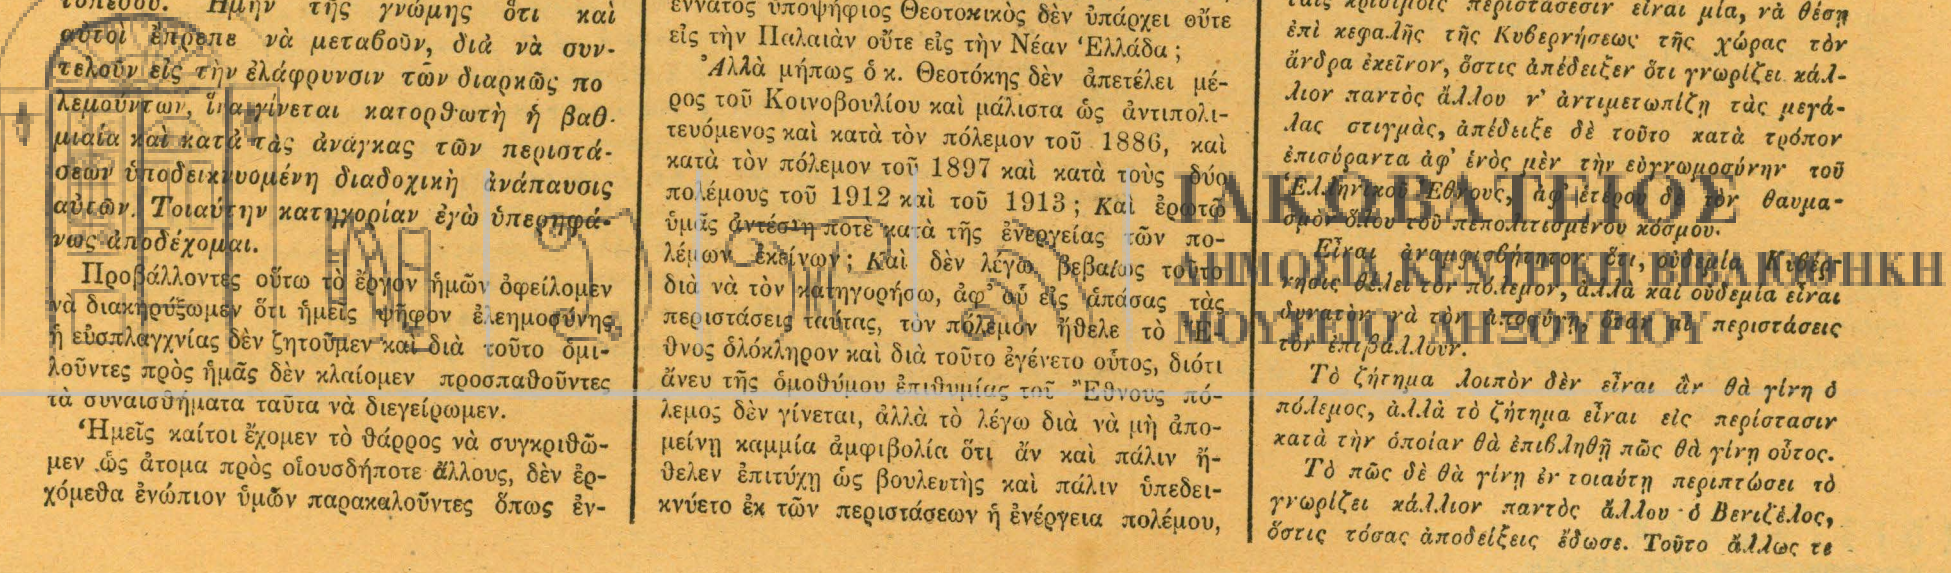 τοπέδου. Ἤμην τῆς γνώμης ὅτι καὶ
αὐτοὶ ἔπρεπε νὰ μεταβοῦν, διὰ νὰ συν-
τελοῦν εἰς τὴν ἐλάφρυνσιν τῶν διαρκῶς πο
λεμούντων, ἵνα γίνεται κατορθωτὴ ἡ βαθ-
μιαία καὶ κατὰ τὰς ἀνάγκας τῶν περιστά-
σεων ὑποδεικνυομένη διαδοχικὴ ἀνάπαυσις
αὐτῶν. Τοιαύτην κατηγορίαν ἐγὼ ὑπερηφά-
νως ἀποδέχομαι.
Προβάλλοντες οὕτω τὸ ἔργον ἡμῶν ὀφείλομεν
νὰ διακηρύξωμεν ὅτι ἡμεῖς ψῆφον ἐλεημοσύνης
ἢ εὐσπλαγχνίας δὲν ζητοῦμεν καὶ διὰ τοῦτο ὁμι-
λοῦντες πρὸς ἡμᾶς δὲν κλαίομεν προσπαθοῦντες
τὰ συναισθήματα ταῦτα νὰ διεγείρωμεν.
Ἡμεῖς καίτοι ἔχομεν τὸ θάρρος νὰ συγκριθῶ-
μεν ὡς ἄτομα πρὸς οἱουσδήποτε ἄλλους, δὲν ἐρ-
χόμεθα ἐνώπιον ὑμῶν παρακαλοῦντες ὅπως ἐν-
ἔννατος ὑποψήφιος Θεοτοκικὸς δὲν ὑπάρχει οὔτε
εἰς τὴν Παλαιὰν οὔτε εἰς τὴν Νέαν Ἑλλάδα ;
Ἀλλὰ μήπως ὁ κ. Θεοτόκης δὲν ἀπετέλει μέ-
ρος τοῦ Κοινοβουλίου καὶ μάλιστα ὡς ἀντιπολι-
τευόμενος καὶ κατὰ τὸν πόλεμον τοῦ 1886, καὶ
κατὰ τὸν πόλεμον τοῦ 1897 καὶ κατὰ τοὺς δύο
πολέμους τοῦ 1912 καὶ τοῦ 1913 ; Καὶ ἐρωτῶ
ὑμᾶς ἀντέστη ποτε κατὰ τῆς ἐνεργείας τῶν πο-
λέμων ἐκείνων ; Καὶ δὲν λέγω βεβαίως τοῦτο
διὰ νὰ τὸν κατηγορήσω, ἀφ' οὗ εἰς ἁπάσας τὰς
περιστάσεις ταύτας, τὸν πόλεμον ἤθελε τὸ Ἔ-
θνος ὁλόκληρον καὶ διὰ τοῦτο ἐγένετο οὗτος, διότι
ἄνευ τῆς ὁμοθύμου ἐπιθυμίας τοῦ Ἔθνους πό-
λεμος δὲν γίνεται, ἀλλὰ τὸ λέγω διὰ νὰ μὴ ἀπο-
μείνῃ καμμία ἀμφιβολία ὅτι ἄν καὶ πάλιν ἤ-
θελεν ἐπιτύχῃ ὡς βουλευτὴς καὶ πάλιν ὑπεδει-
κνύετο ἐκ τῶν περιστάσεων ἡ ἐνέργεια πολέμου,
ταῖς κρισίμοις περιστάσεσιν εἶναι μία, νὰ θέσῃ
ἐπὶ κεφαλῆς τῆς Κυβερνήσεως τῆς χώρας τὸν
ἄνδρα ἐκεῖνον, ὅστις ἀπέδειξεν ὅτι γνωρίζει κάλ-
λιον παντὸς ἄλλου ν' ἀντιμετωπίζῃ τὰς μεγά-
λας στιγμὰς, ἀπέδειξε δὲ τοῦτο κατὰ τρόπον
ἐπισύραντα ἀφ' ἑνὸς μὲν τὴν εὐγνωμοσύνην τοῦ
Ἑλληνικοῦ Ἔθνους, ἀφ' ἑτέρου δὲ τὸν θαυμα-
σμὸν ὅλου τοῦ πεπολιτισμένου κόσμου.
Εἶναι ἀναμφισβήτητον ὅτι, οὐδεμία Κυβέρ-
νησις θέλει τὸν πόλεμον, ἀλλὰ καὶ οὐδεμία εἶναι
δυνατὸν νὰ τὸν ἀποφύγῃ, ὅταν αἱ περιστάσεις
τὸν ἐπιβάλλουν.
Τὸ ζήτημα λοιπὸν δὲν εἶναι ἂν θὰ γίνῃ ὁ
πόλεμος, ἀλλὰ τὸ ζήτημα εἶναι εἰς περίστασιν
κατὰ τὴν ὁποίαν θὰ ἐπιβληθῇ πῶς θὰ γίνῃ οὗτος.
Τὸ πῶς δὲ θὰ γίνῃ ἐν τοιαύτῃ περιπτώσει τὸ
γνωρίζει κάλλιον παντὸς ἄλλου ὁ Βενιζέλος,
ὅστις τόσας ἀποδείξεις ἔδωσε. Τοῦτο ἄλλως τε
ΙΑΚΩΒΑΤΕΙΟΣ
ΔΗΜΟΣΙΑ ΚΕΝΤΡΙΚΗ ΒΙΒΛΙΟΘΗΚΗ
ΜΟΥΣΕΙΟ ΛΗΞΟΥΡΙΟΥ